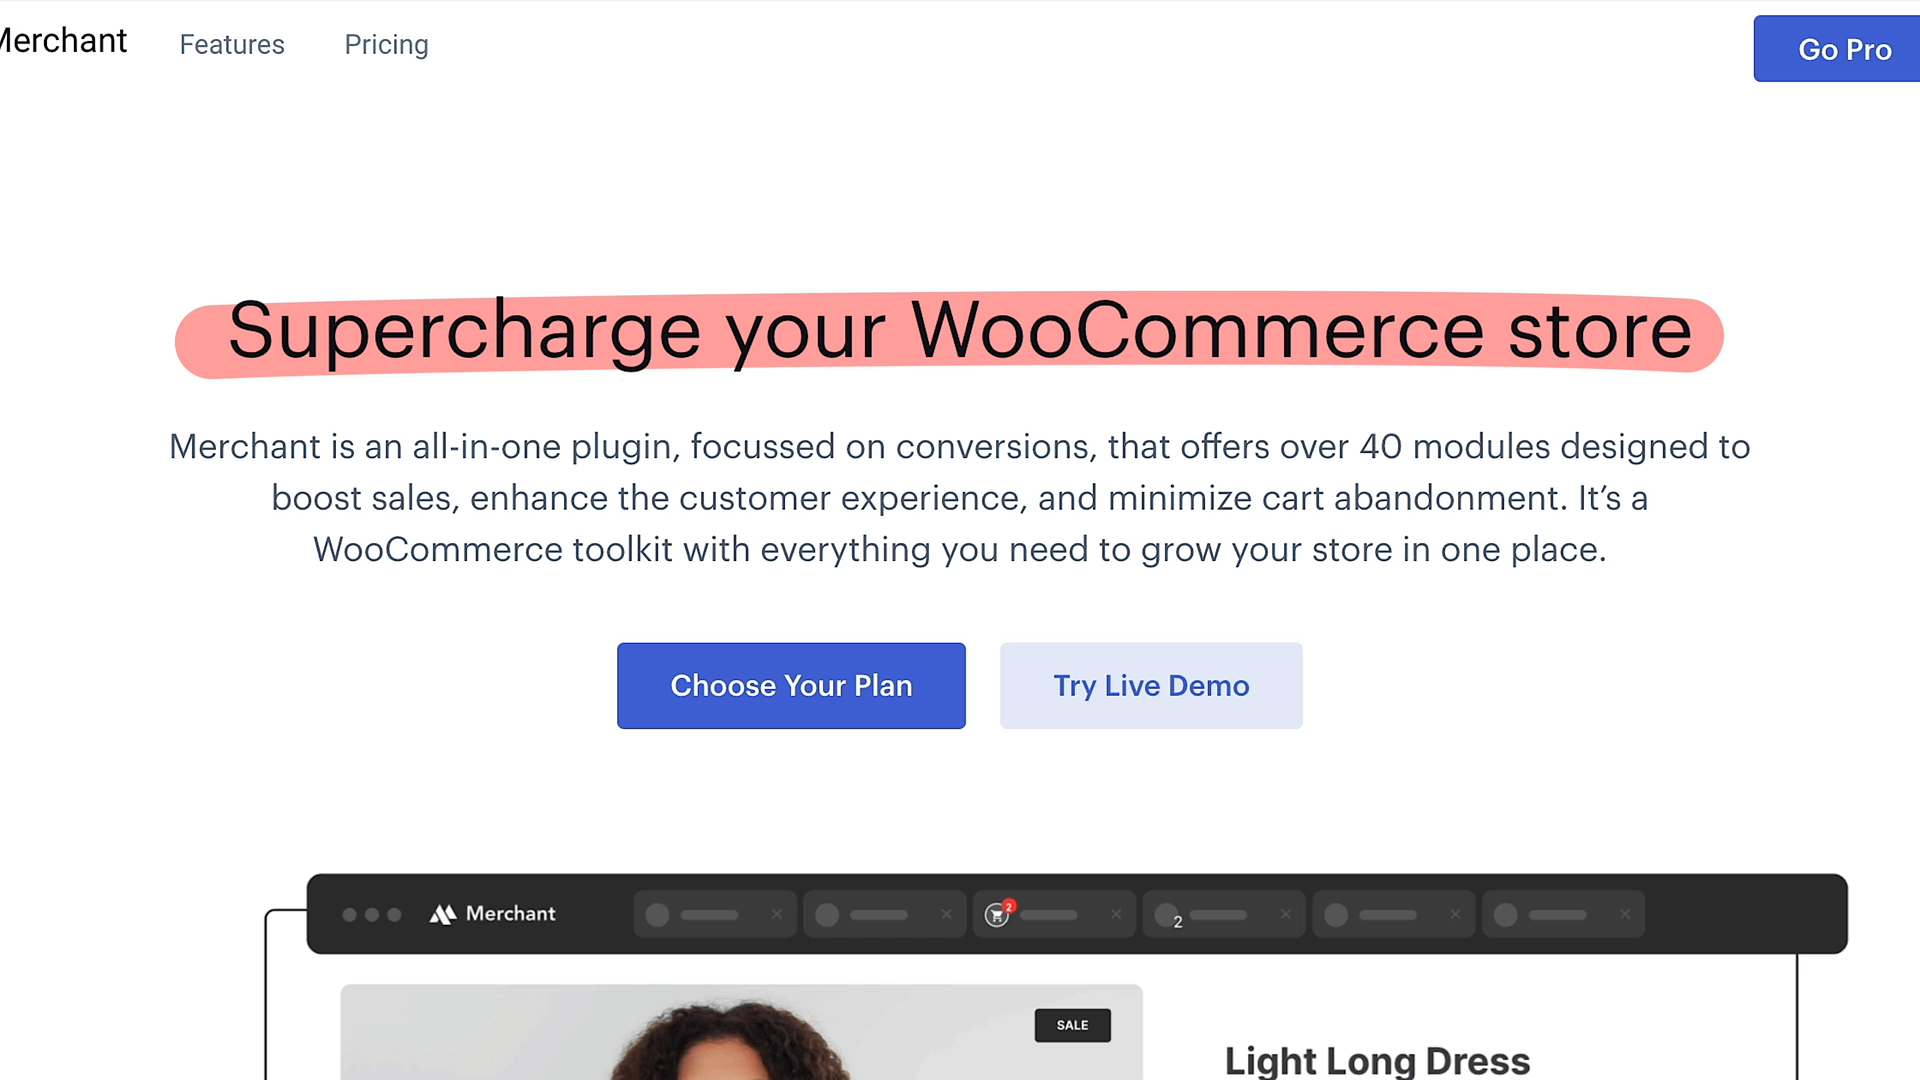 Merchant Features Pricing Go Pro
Supercharge your WooCommerce store
Merchant is an all-in-one plugin, focussed on conversions, that offers over 40 modules designed to
boost sales, enhance the customer experience, and minimize cart abandonment. It’s a
WooCommerce toolkit with everything you need to grow your store in one place.
Choose Your Plan Try Live Demo
Merchant 2 2
SALE
Light Long Dress